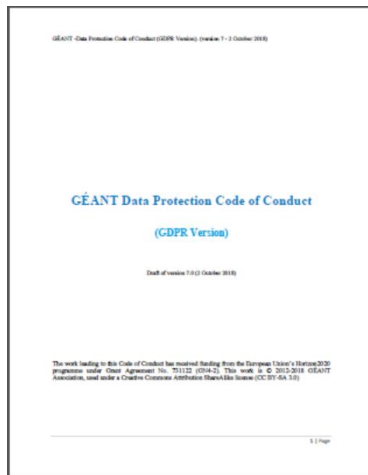 GÉANT -Data Protection Code of Conduct (GDPR Version) (version 7 - 2 October 2018)
GÉANT Data Protection Code of Conduct
(GDPR Version)
Draft of version 7.0 (2 October 2018)
The work leading to this Code of Conduct has received funding from the European Union's Horizon2020
programme under Grant Agreement No. 731122 (GN4-2). This work is © 2012-2018 GÉANT
Association, used under a Creative Commons Attribution ShareAlike license (CC BY-SA 3.0)
| Page